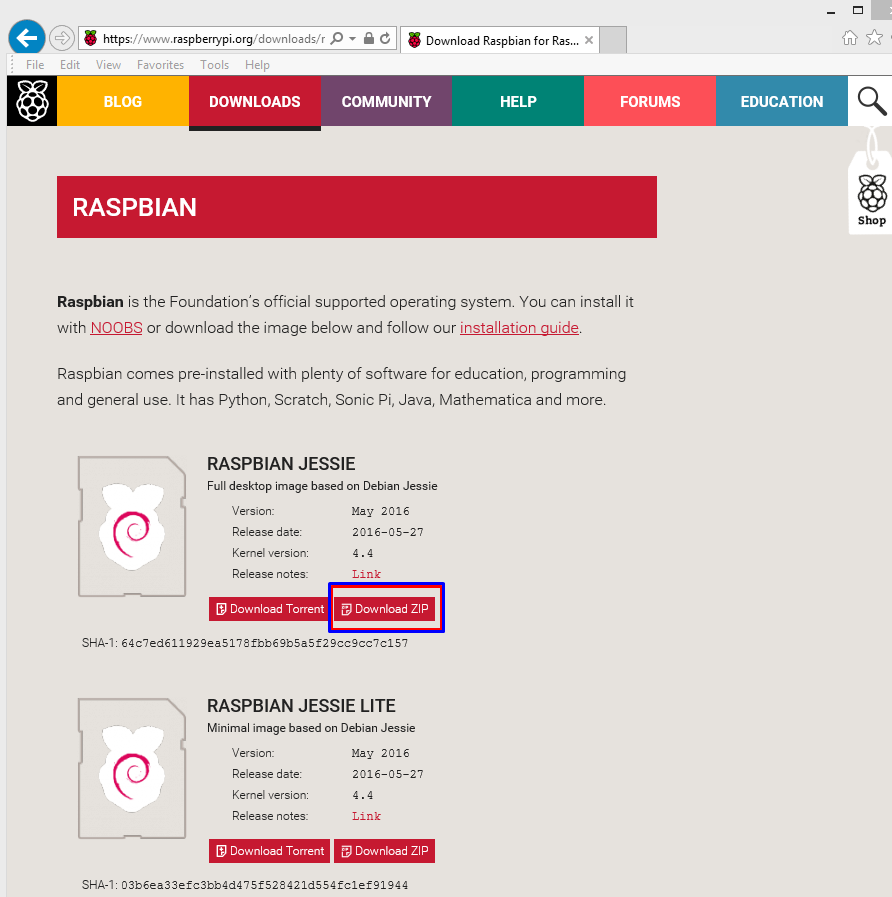 https://www.raspberrypi.org/downloads/r
Download Raspbian for Ras...
File Edit View Favorites Tools Help
BLOG DOWNLOADS COMMUNITY HELP FORUMS EDUCATION
Shop
RASPBIAN
Raspbian is the Foundation’s official supported operating system. You can install it
with NOOBS or download the image below and follow our installation guide.
Raspbian comes pre-installed with plenty of software for education, programming
and general use. It has Python, Scratch, Sonic Pi, Java, Mathematica and more.
RASPBIAN JESSIE
Full desktop image based on Debian Jessie
Version: May 2016
Release date: 2016-05-27
Kernel version: 4.4
Release notes: Link
Download Torrent Download ZIP
SHA-1: 64c7ed611929ea5178fbb69b5a5f29cc9cc7c157
RASPBIAN JESSIE LITE
Minimal image based on Debian Jessie
Version: May 2016
Release date: 2016-05-27
Kernel version: 4.4
Release notes: Link
Download Torrent Download ZIP
SHA-1: 03b6ea33efc3bb4d475f528421d554fc1ef91944